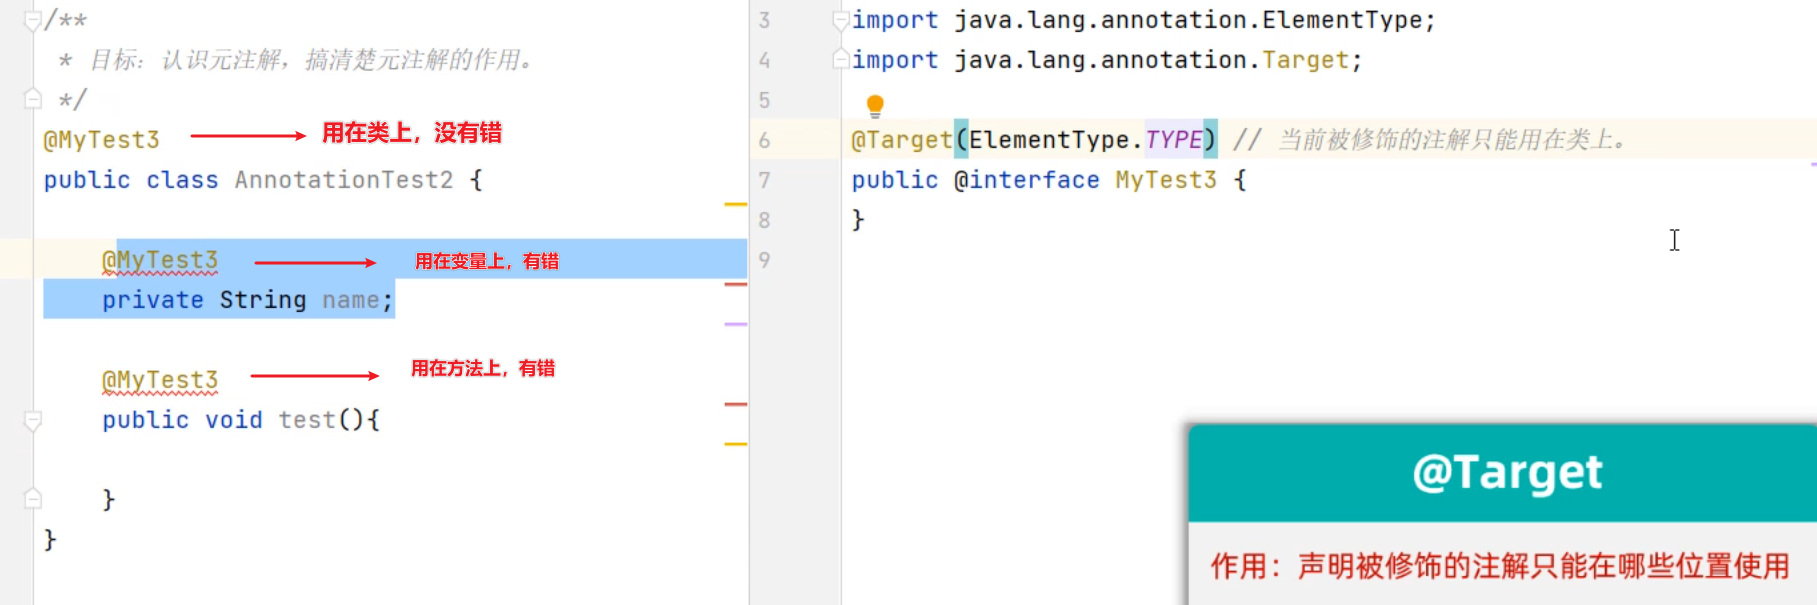 /**
* 目标：认识元注解，搞清楚元注解的作用。
*/
@MyTest3 用在类上，没有错
public class AnnotationTest2 {
@MyTest3 用在变量上，有错
private String name;
@MyTest3 用在方法上，有错
public void test(){
}
}
3 import java.lang.annotation.ElementType;
4 import java.lang.annotation.Target;
5
6 @Target(ElementType.TYPE) // 当前被修饰的注解只能用在类上。
7 public @interface MyTest3 {
8 }
9
@Target
作用：声明被修饰的注解只能在哪些位置使用